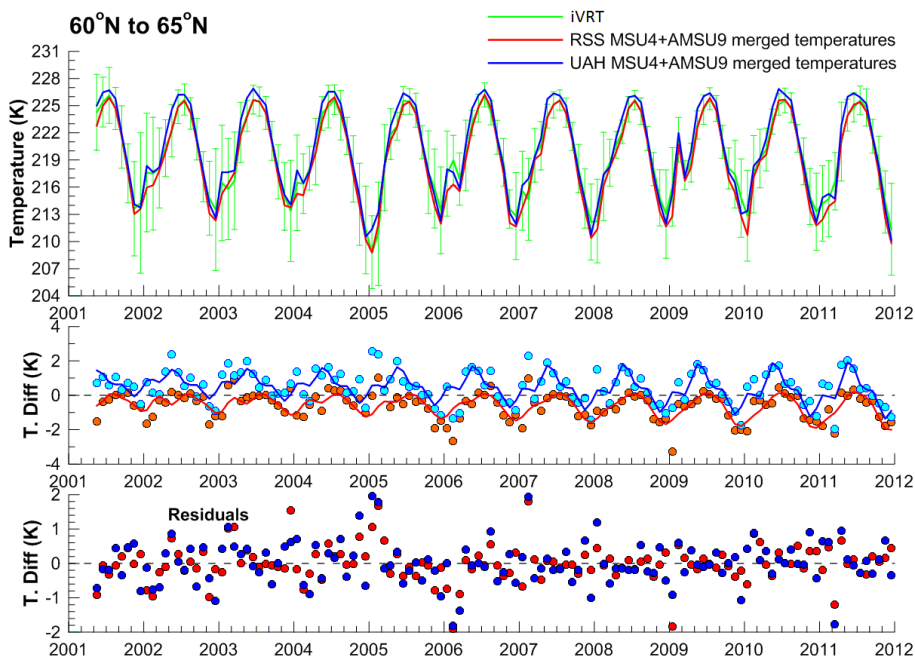 60°N to 65°N
iVRT
RSS MSU4+AMSU9 merged temperatures
UAH MSU4+AMSU9 merged temperatures
Temperature (K)
231
228
225
222
219
216
213
210
207
204
2001 2002 2003 2004 2005 2006 2007 2008 2009 2010 2011 2012
T. Diff (K)
4
2
0
-2
-4
2001 2002 2003 2004 2005 2006 2007 2008 2009 2010 2011 2012
Residuals
T. Diff (K)
2
1
0
-1
-2
2001 2002 2003 2004 2005 2006 2007 2008 2009 2010 2011 2012